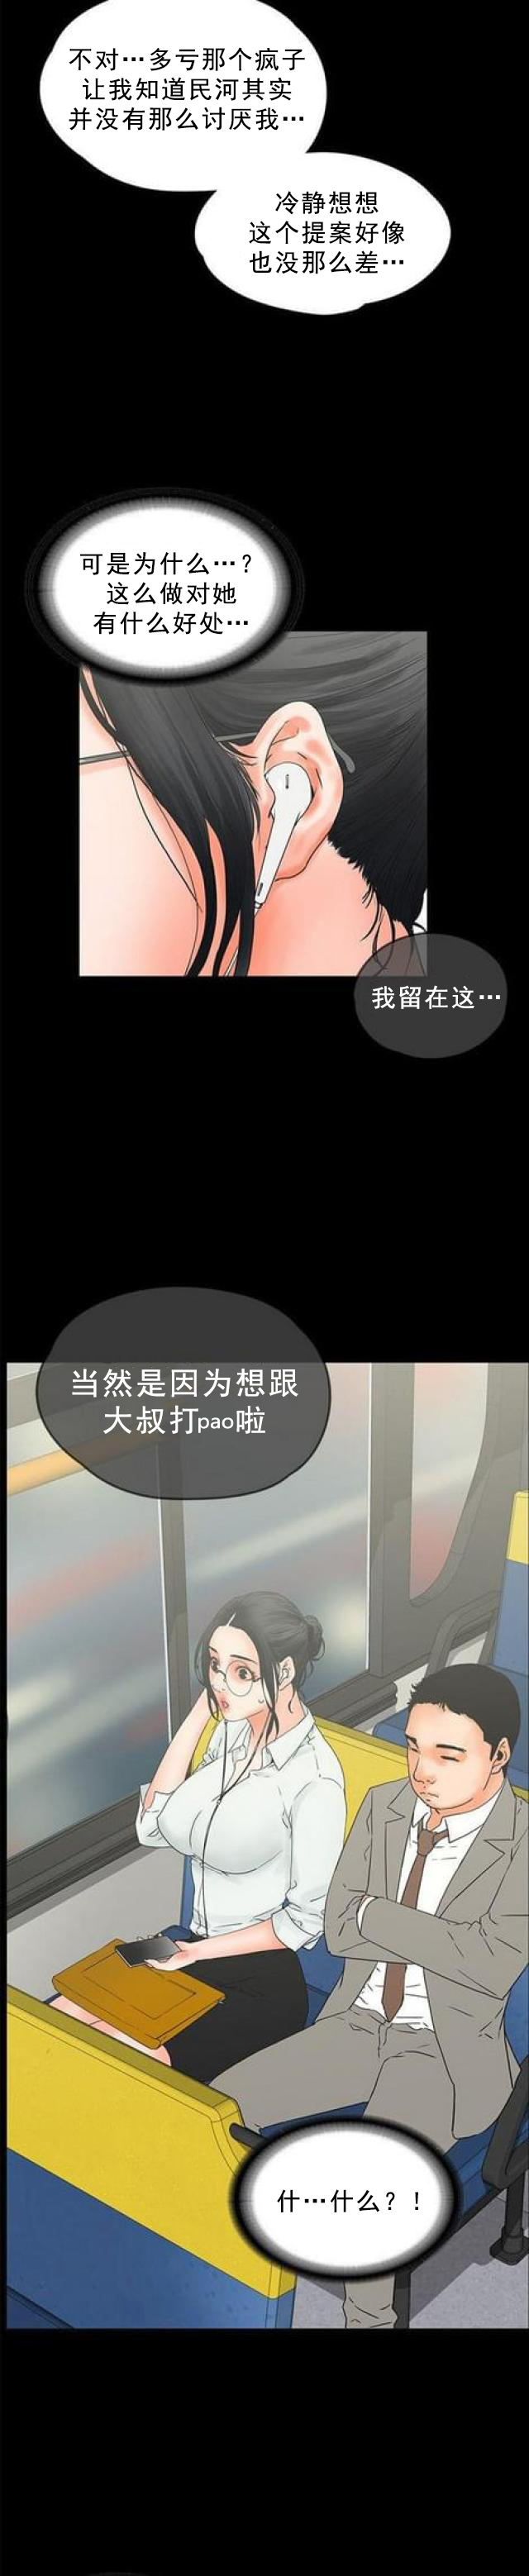 不对…多亏那个疯子
让我知道民河其实
并没有那么讨厌我…
冷静想想
这个提案好像
也没那么差…
可是为什么…?
这么做对她
有什么好处…
我留在这…
当然是因为想跟
大叔打pao啦
什…什么?!